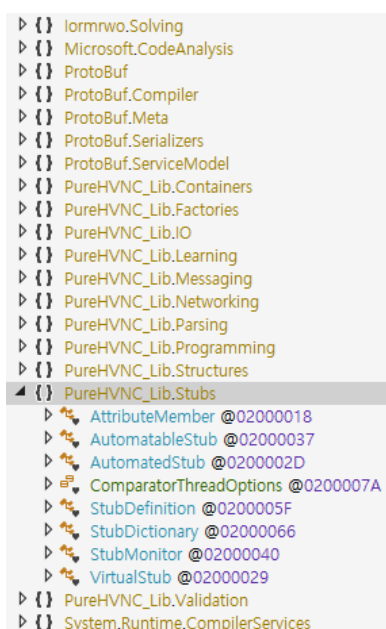 { } Iormrwo.Solving
{ } Microsoft.CodeAnalysis
{ } ProtoBuf
{ } ProtoBuf.Compiler
{ } ProtoBuf.Meta
{ } ProtoBuf.Serializers
{ } ProtoBuf.ServiceModel
{ } PureHVNC_Lib.Containers
{ } PureHVNC_Lib.Factories
{ } PureHVNC_Lib.IO
{ } PureHVNC_Lib.Learning
{ } PureHVNC_Lib.Messaging
{ } PureHVNC_Lib.Networking
{ } PureHVNC_Lib.Parsing
{ } PureHVNC_Lib.Programming
{ } PureHVNC_Lib.Structures
{ } PureHVNC_Lib.Stubs
AttributeMember @02000018
AutomatableStub @02000037
AutomatedStub @0200002D
ComparatorThreadOptions @0200007A
StubDefinition @0200005F
StubDictionary @02000066
StubMonitor @02000040
VirtualStub @02000029
{ } PureHVNC_Lib.Validation
{ } System.Runtime.CompilerServices